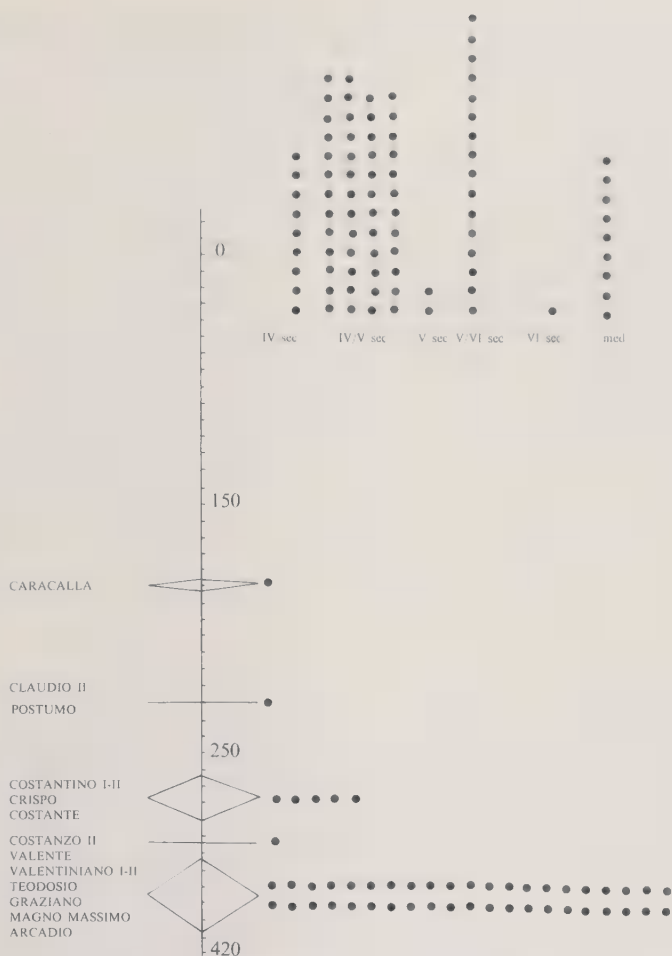 0
IV sec IV/V sec V sec V/VI sec VI sec med
150
CARACALLA
CLAUDIO II
POSTUMO
250
COSTANTINO I-II
CRISPO
COSTANTE
COSTANZO II
VALENTE
VALENTINIANO I-II
TEODOSIO
GRAZIANO
MAGNO MASSIMO
ARCADIO
420